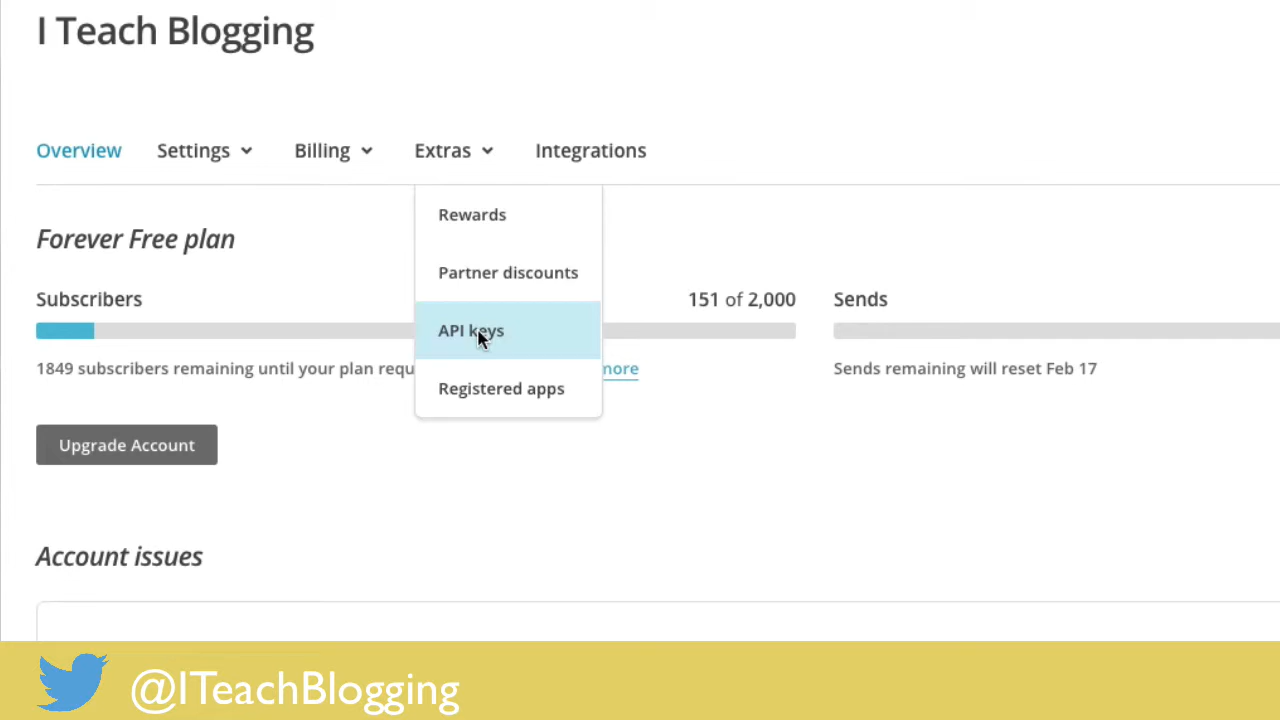 I Teach Blogging
Overview Settings Billing Extras Integrations
Rewards
Forever Free plan
Partner discounts
Subscribers 151 of 2,000 Sends
API keys
1849 subscribers remaining until your plan requ more Sends remaining will reset Feb 17
Registered apps
Upgrade Account
Account issues
@ITeachBlogging